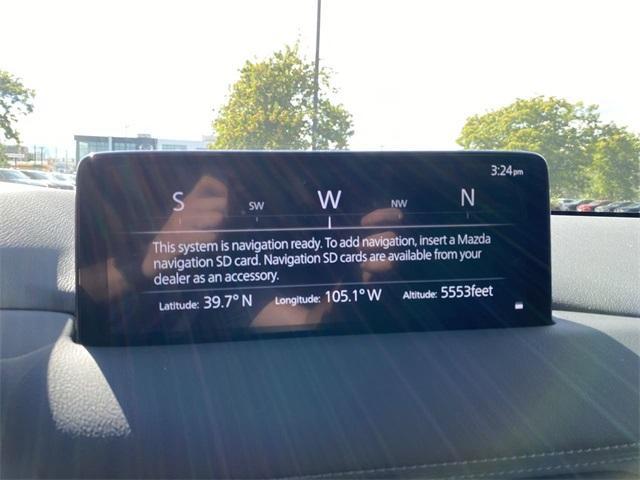 3:24pm
S SW W NW N
This system is navigation ready. To add navigation, insert a Mazda
navigation SD card. Navigation SD cards are available from your
dealer as an accessory.
Latitude: 39.7° N Longitude: 105.1° W Altitude: 5553feet